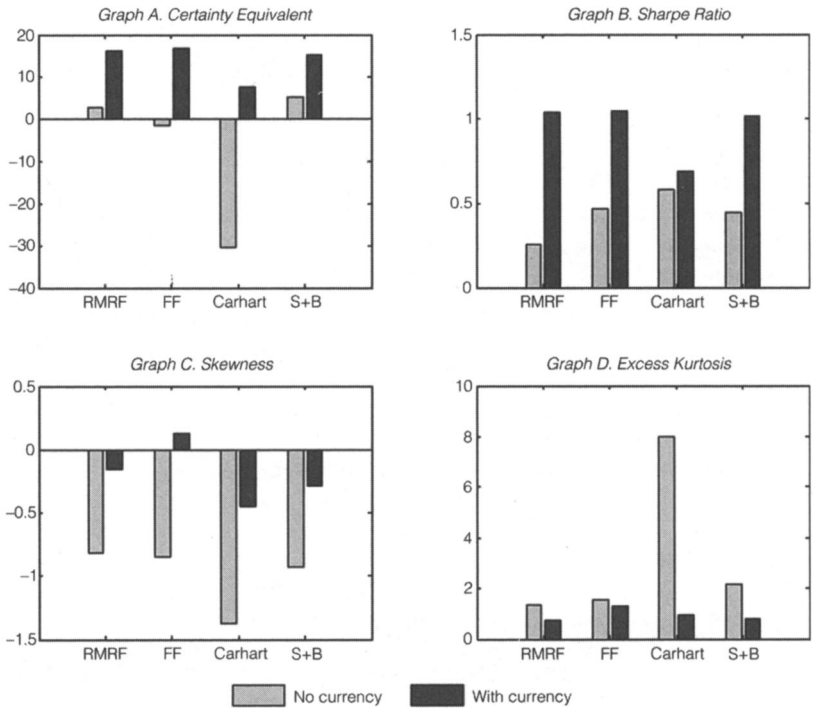 Graph A. Certainty Equivalent
20
10
0
−10
−20
−30
−40
RMRF FF Carhart S+B
Graph B. Sharpe Ratio
1.5
1
0.5
0
RMRF FF Carhart S+B
Graph C. Skewness
0.5
0
−0.5
−1
−1.5
RMRF FF Carhart S+B
Graph D. Excess Kurtosis
10
8
6
4
2
0
RMRF FF Carhart S+B
No currency With currency